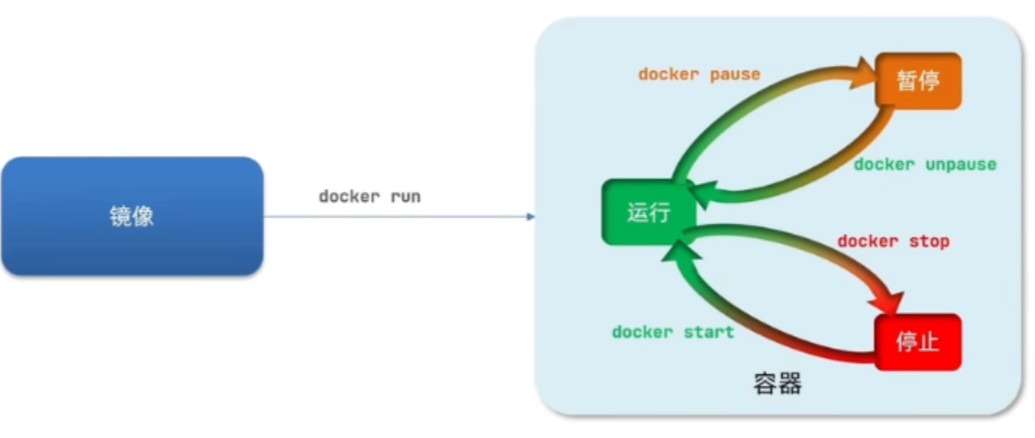 docker pause
暂停
docker unpause
镜像
docker run
运行
docker stop
docker start
停止
容器